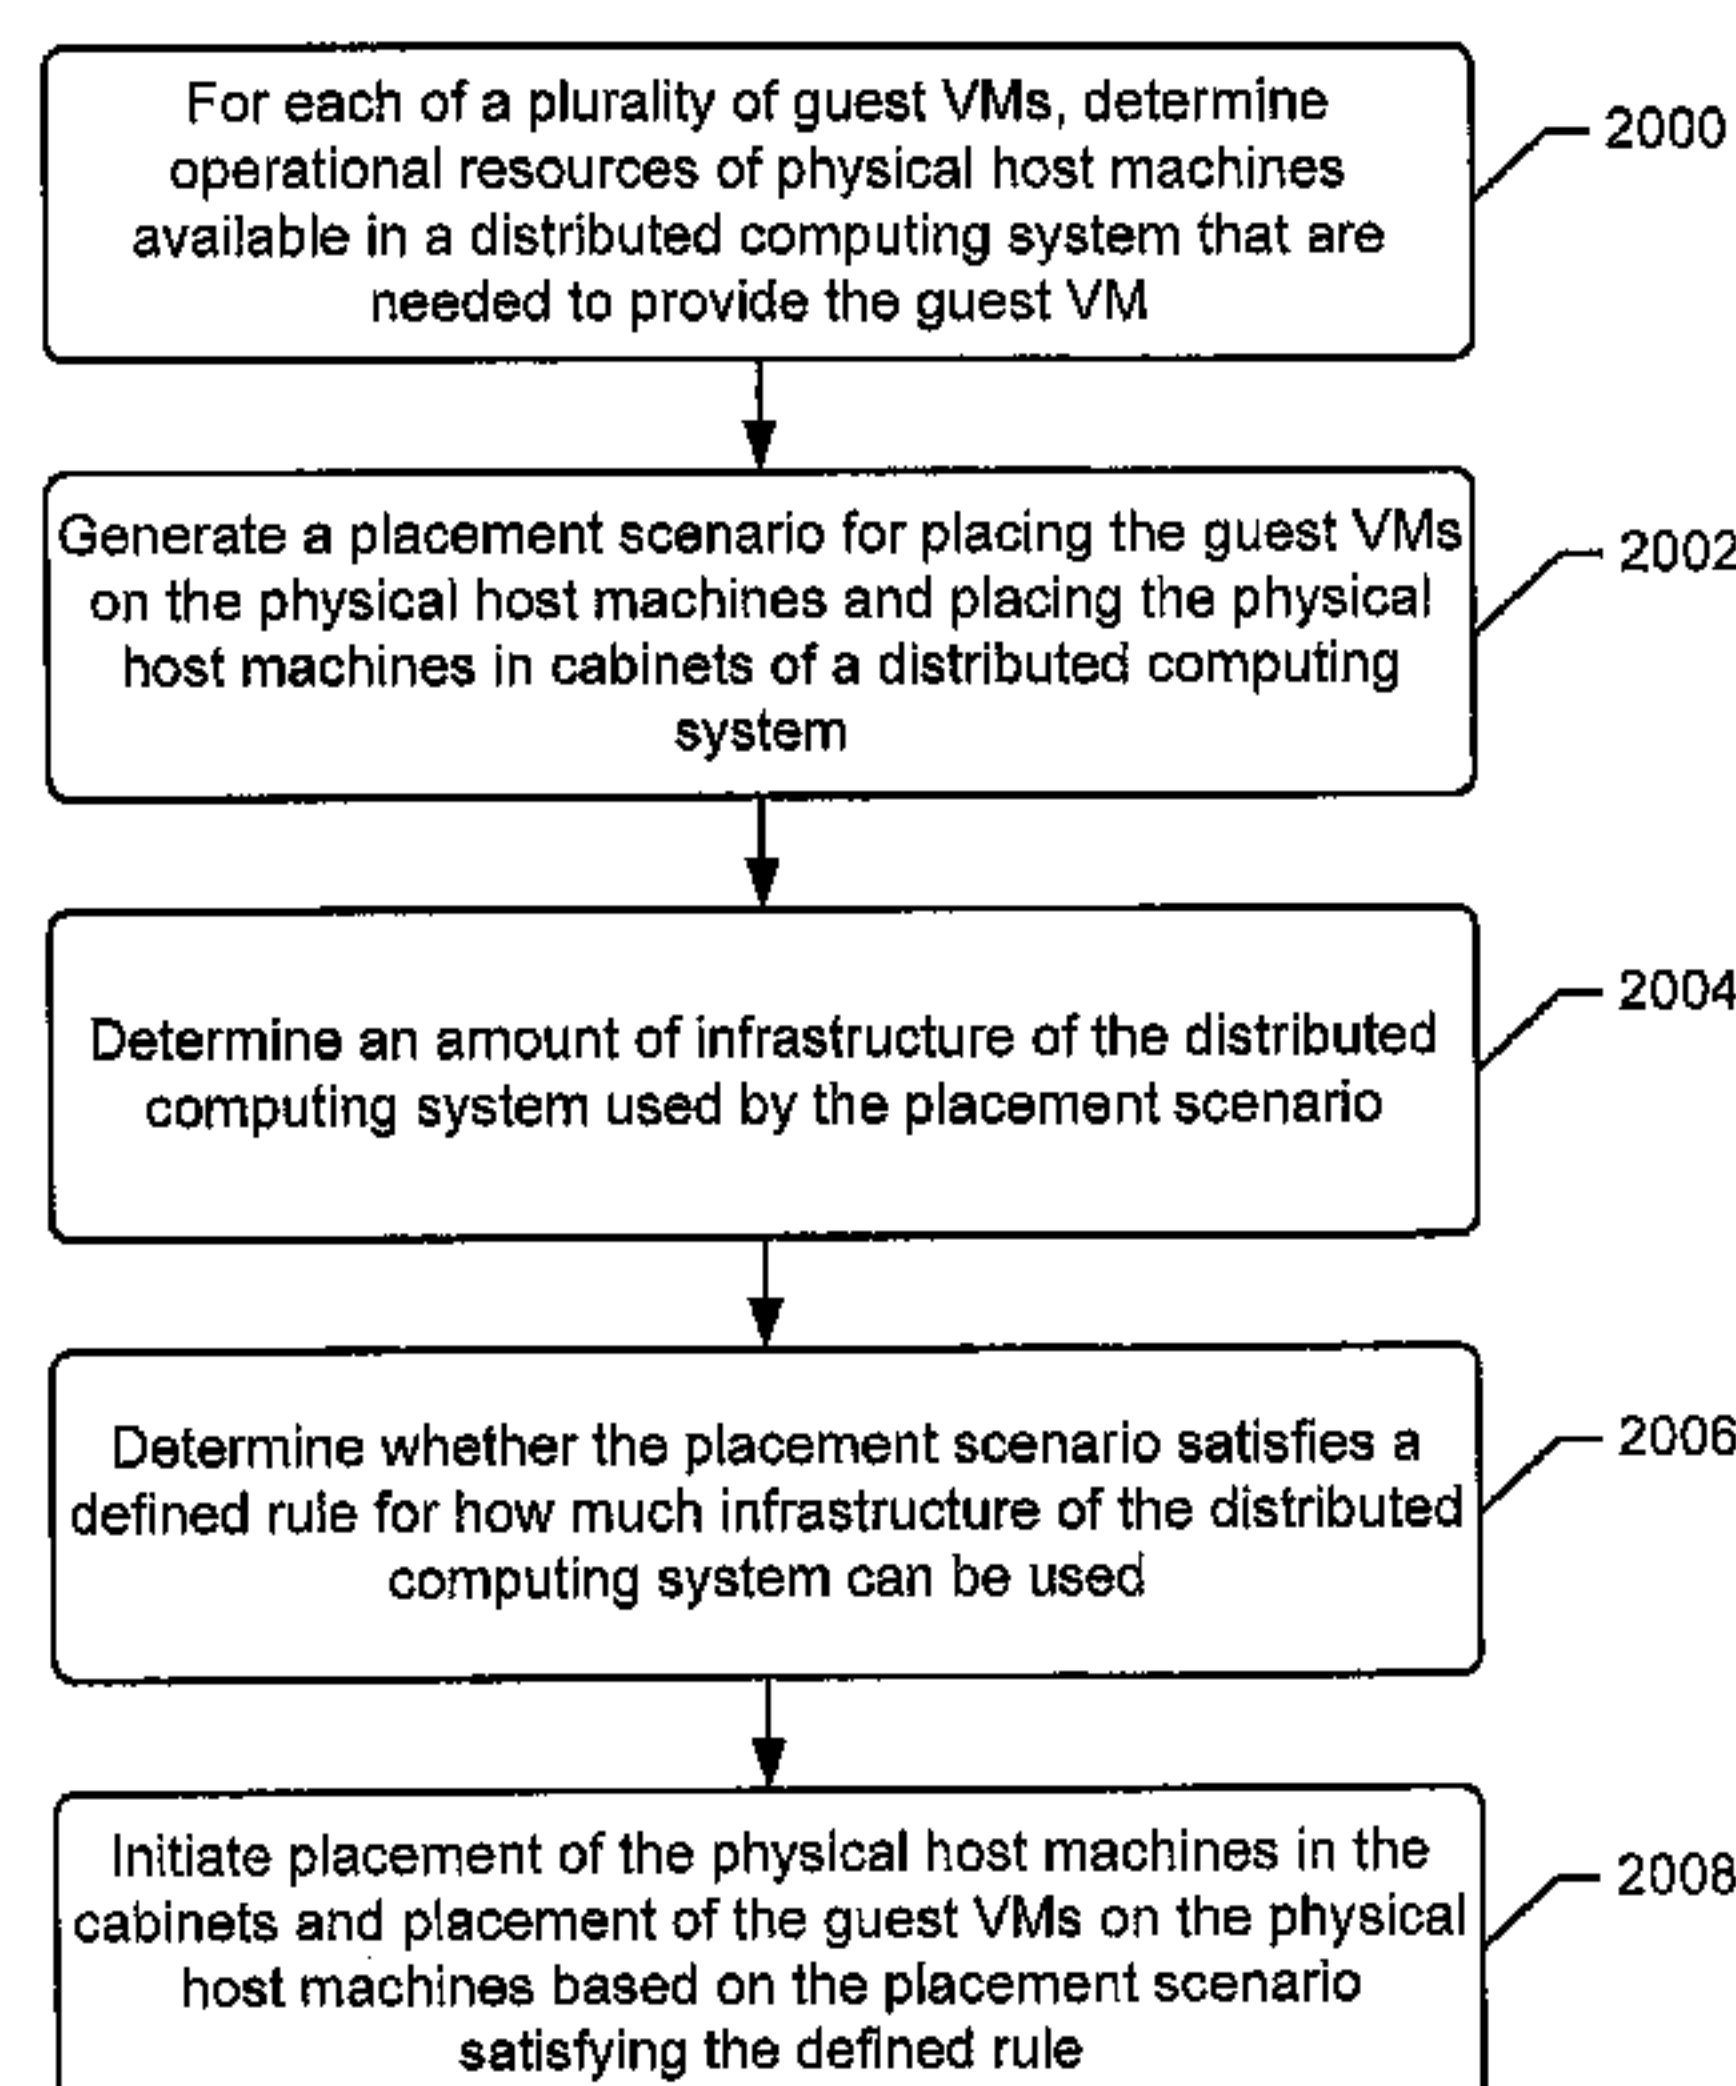 For each of a plurality of guest VMs, determine
operational resources of physical host machines
available in a distributed computing system that are
needed to provide the guest VM
2000
Generate a placement scenario for placing the guest VMs
on the physical host machines and placing the physical
host machines in cabinets of a distributed computing
system
2002
Determine an amount of infrastructure of the distributed
computing system used by the placement scenario
2004
Determine whether the placement scenario satisfies a
defined rule for how much infrastructure of the distributed
computing system can be used
2006
Initiate placement of the physical host machines in the
cabinets and placement of the guest VMs on the physical
host machines based on the placement scenario
satisfying the defined rule
2008